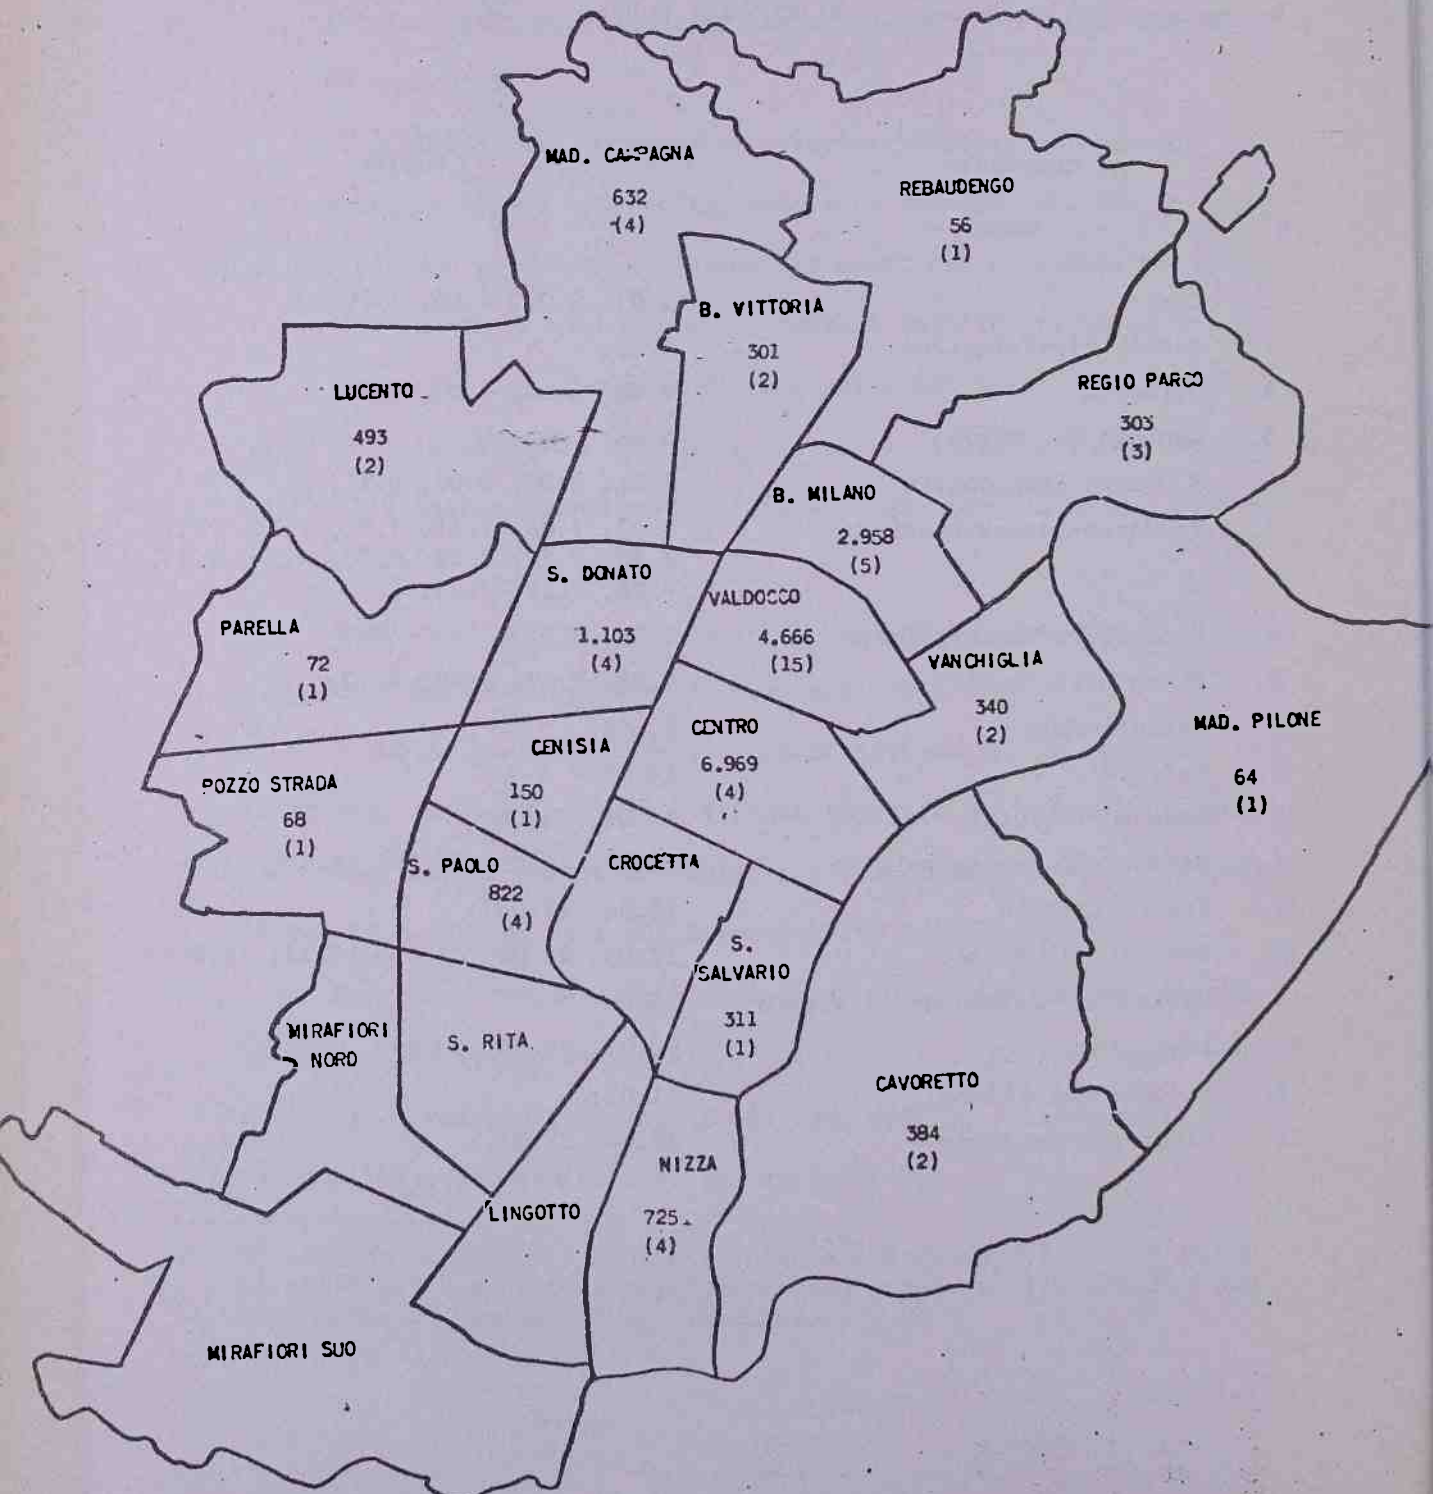 MAD. CAMPAGNA
632
(4)
REBAUDENGO
56
(1)
B. VITTORIA
301
(2)
LUCENTO
493
(2)
REGIO PARCO
303
(3)
B. MILANO
2.958
(5)
S. DONATO
1.103
(4)
VALDOCCO
4.666
(15)
PARELLA
72
(1)
VANCHIGLIA
340
(2)
MAD. PILONE
64
(1)
CENTRO
6.969
(4)
CENISIA
150
(1)
POZZO STRADA
68
(1)
S. PAOLO
822
(4)
CROCETTA
S.
SALVARIO
311
(1)
MIRAFIORI
NORD
S. RITA
CAVORETTO
384
(2)
NIZZA
725
(4)
LINGOTTO
MIRAFIORI SUO